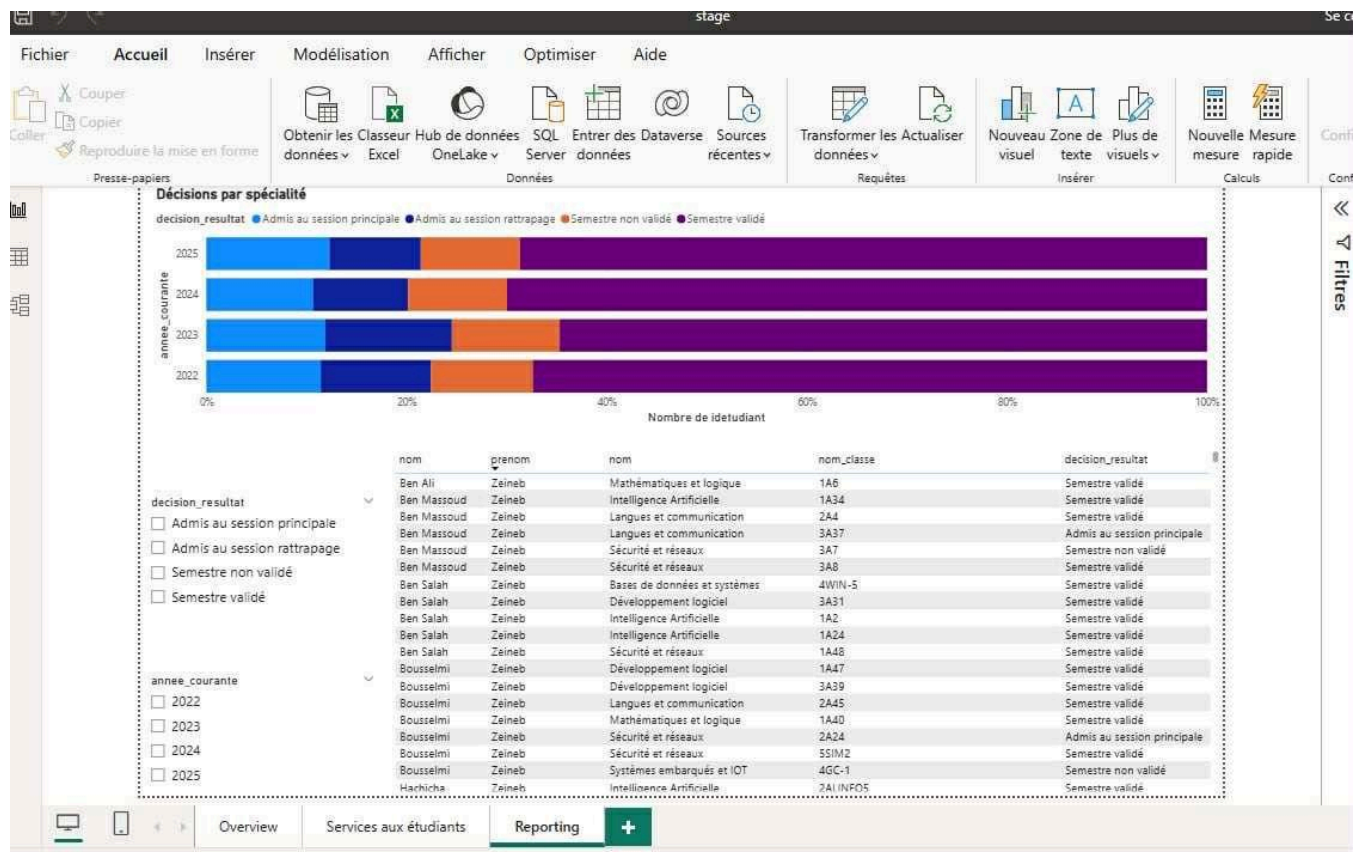 stage
Se c
Fichier Accueil Insérer Modélisation Afficher Optimiser Aide
Coller
Couper
Copier
Reproduire la mise en forme
Presse-papiers
Obtenir les données
Classeur Excel
Hub de données OneLake
SQL Server
Entrer des données
Dataverse
Sources récentes
Données
Transformer les données
Actualiser
Requêtes
Nouveau visuel
Zone de texte
Plus de visuels
Insérer
Nouvelle mesure
Mesure rapide
Calculs
Confi
Conf
Décisions par spécialité
decision_resultat Admis au session principale Admis au session rattrapage Semestre non validé Semestre validé
annee_courante
2025
2024
2023
2022
0% 20% 40% 60% 80% 100%
Nombre de idetudiant
decision_resultat
Admis au session principale
Admis au session rattrapage
Semestre non validé
Semestre validé
annee_courante
2022
2023
2024
2025
nom prenom nom nom_classe decision_resultat
Ben Ali Zeineb Mathématiques et logique 1A6 Semestre validé
Ben Massoud Zeineb Intelligence Artificielle 1A34 Semestre validé
Ben Massoud Zeineb Langues et communication 2A4 Semestre validé
Ben Massoud Zeineb Langues et communication 3A37 Admis au session principale
Ben Massoud Zeineb Sécurité et réseaux 3A7 Semestre non validé
Ben Massoud Zeineb Sécurité et réseaux 3A8 Semestre validé
Ben Salah Zeineb Bases de données et systèmes 4WIN-5 Semestre validé
Ben Salah Zeineb Développement logiciel 3A31 Semestre validé
Ben Salah Zeineb Intelligence Artificielle 1A2 Semestre validé
Ben Salah Zeineb Intelligence Artificielle 1A24 Semestre validé
Ben Salah Zeineb Sécurité et réseaux 1A48 Semestre validé
Bousselmi Zeineb Développement logiciel 1A47 Semestre validé
Bousselmi Zeineb Développement logiciel 3A39 Semestre validé
Bousselmi Zeineb Langues et communication 2A45 Semestre validé
Bousselmi Zeineb Mathématiques et logique 1A40 Semestre validé
Bousselmi Zeineb Sécurité et réseaux 2A24 Admis au session principale
Bousselmi Zeineb Sécurité et réseaux 5SIM2 Semestre validé
Bousselmi Zeineb Systèmes embarqués et IOT 4GC-1 Semestre non validé
Hachicha Zeineb Intelligence Artificielle 2ALINFO5 Semestre validé
Filtres
Overview Services aux étudiants Reporting